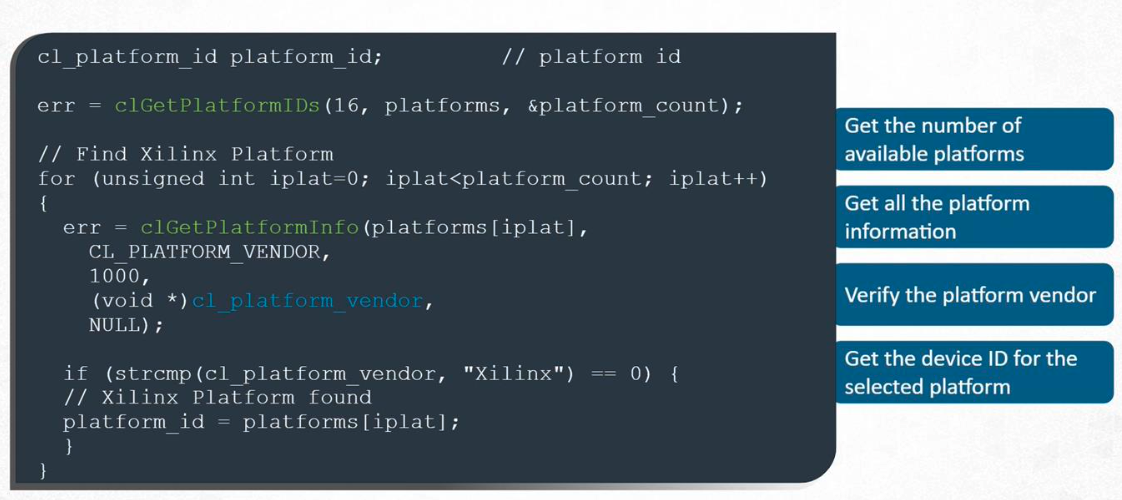 cl_platform_id platform_id;          // platform id
err = clGetPlatformIDs(16, platforms, &platform_count);
// Find Xilinx Platform
for (unsigned int iplat=0; iplat<platform_count; iplat++)
{
  err = clGetPlatformInfo(platforms[iplat],
    CL_PLATFORM_VENDOR,
    1000,
    (void *)cl_platform_vendor,
    NULL);
  if (strcmp(cl_platform_vendor, "Xilinx") == 0) {
  // Xilinx Platform found
  platform_id = platforms[iplat];
  }
}
Get the number of
available platforms
Get all the platform
information
Verify the platform vendor
Get the device ID for the
selected platform